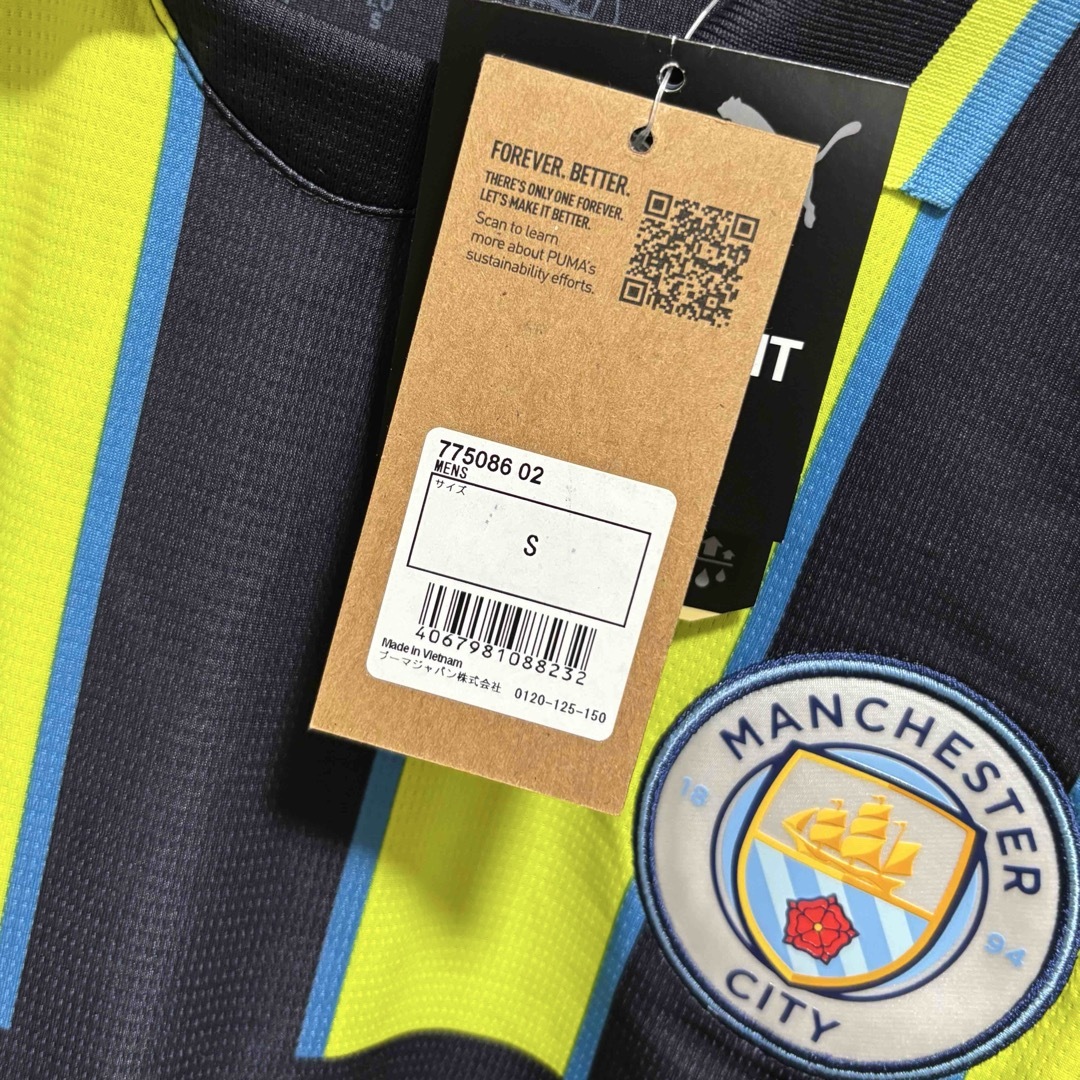 FOREVER. BETTER.
THERE'S ONLY ONE FOREVER.
LET'S MAKE IT BETTER.
Scan to learn
more about PUMA's
sustainability efforts.
IT
775086 02
MENS
サイズ
S
4067981088232
Made in Vietnam
プーマジャパン株式会社 0120-125-150
MANCHESTER
18 94
CITY